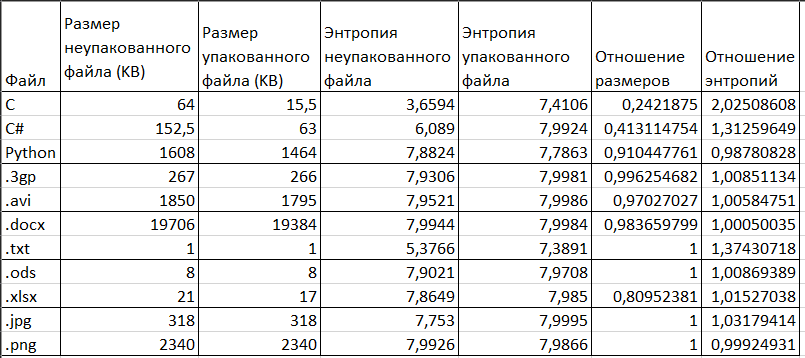 Файл Размер неупакованного файла (KB) Размер упакованного файла (KB) Энтропия неупакованного файла Энтропия упакованного файла Отношение размеров Отношение энтропий
C 64 15,5 3,6594 7,4106 0,2421875 2,02508608
C# 152,5 63 6,089 7,9924 0,413114754 1,31259649
Python 1608 1464 7,8824 7,7863 0,910447761 0,98780828
.3gp 267 266 7,9306 7,9981 0,996254682 1,00851134
.avi 1850 1795 7,9521 7,9986 0,97027027 1,00584751
.docx 19706 19384 7,9944 7,9984 0,983659799 1,00050035
.txt 1 1 5,3766 7,3891 1 1,37430718
.ods 8 8 7,9021 7,9708 1 1,00869389
.xlsx 21 17 7,8649 7,985 0,80952381 1,01527038
.jpg 318 318 7,753 7,9995 1 1,03179414
.png 2340 2340 7,9926 7,9866 1 0,99924931